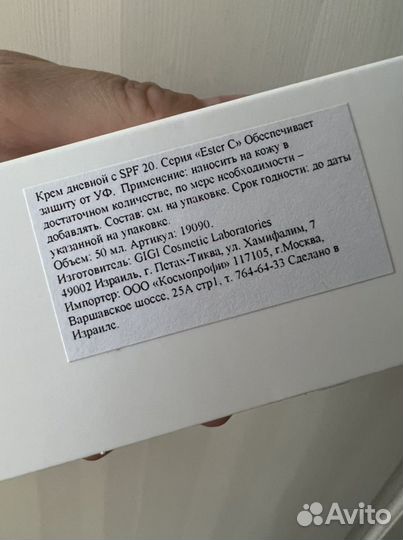 Крем дневной с SPF 20. Серия «Ester C» Обсспечивает
защиту от УФ. Применение: наносить на кожу в
достаточном количестве, по мере необходимости –
добавлять. Состав: см. на упаковке. Срок годности: до даты
указанной на упаковке.
Объем: 50 мл. Артикул: 19090.
Изготовитель: GIGI Cosmetic Laboratories
49002 Израиль, г. Петах-Тиква, ул. Хамифалим, 7
Импортер. ООО «Космопрофи» 117105, г.Москва,
Варшавское шоссе, 25А стр1, т. 764-64-33 Сделано в
Израиле.
Avito